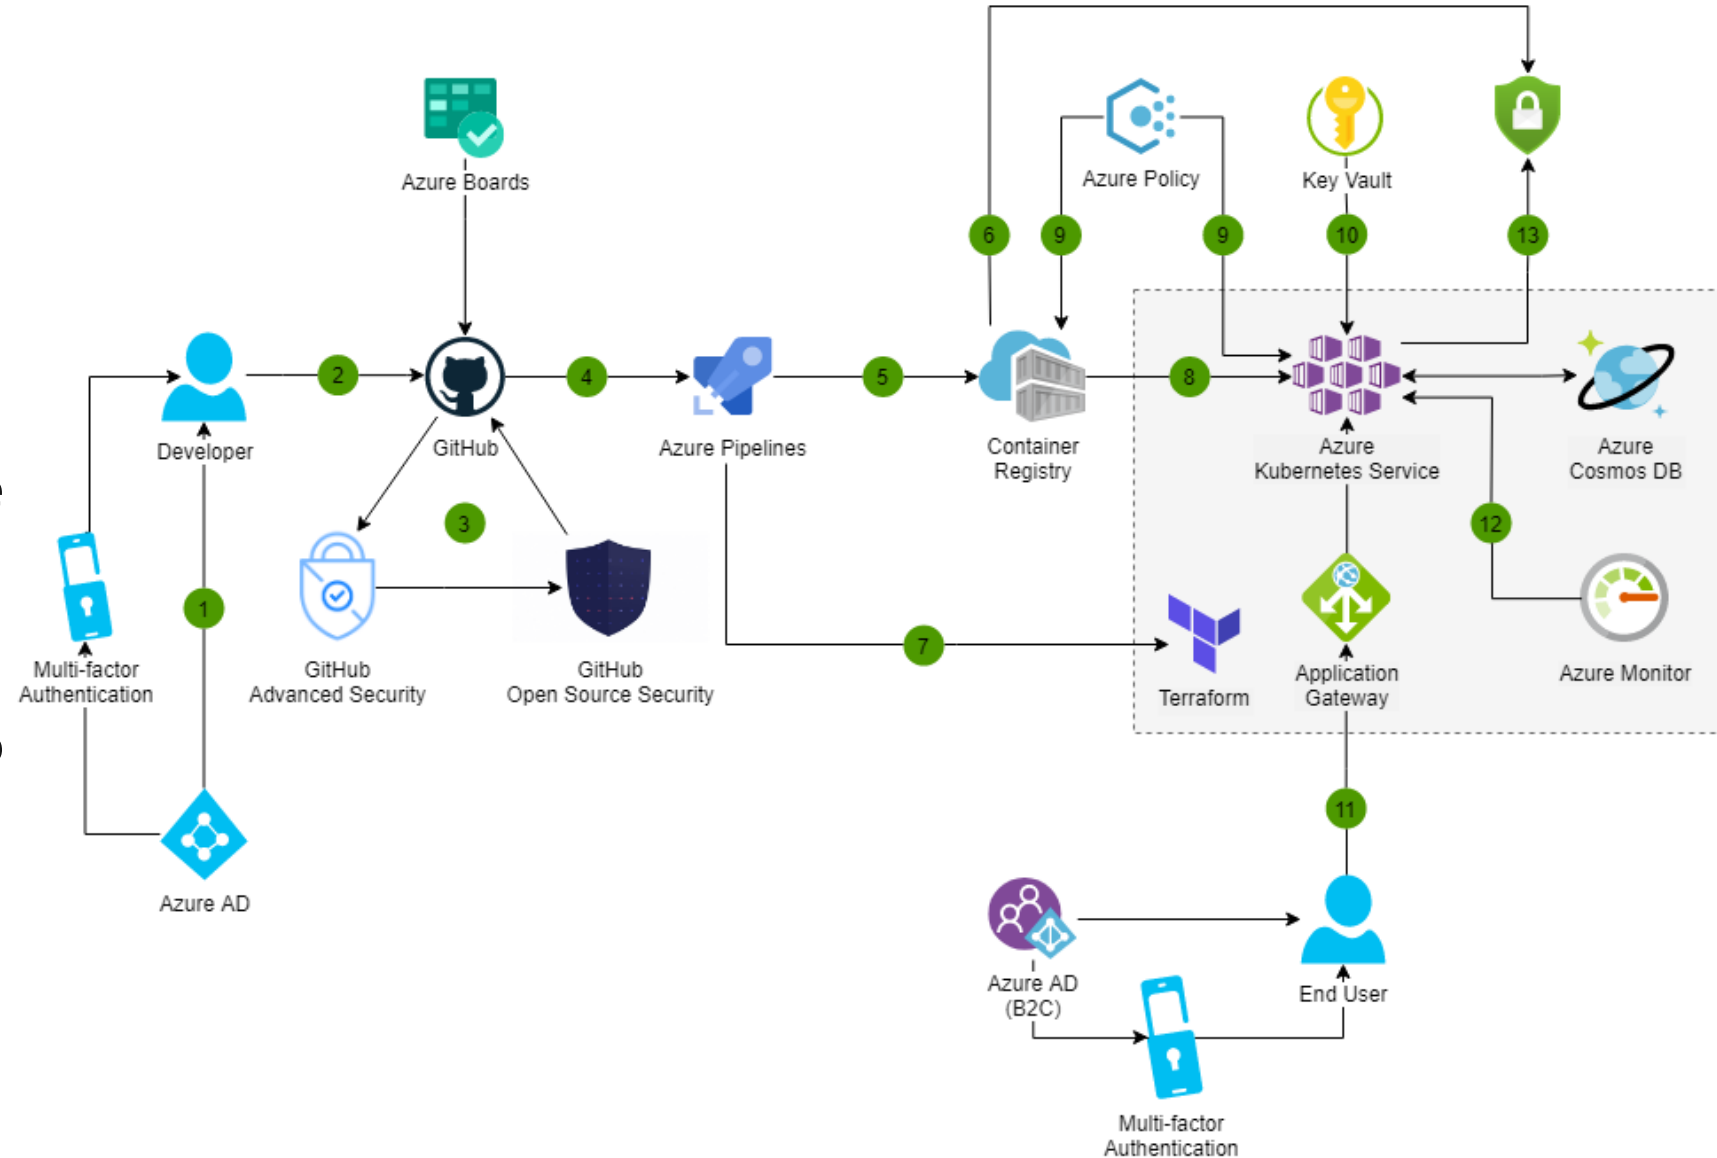 Azure Boards
Azure Policy
Key Vault
6
9
9
10
13
2
4
5
8
Developer
GitHub
Azure Pipelines
Container
Registry
Azure
Kubernetes Service
Azure
Cosmos DB
3
12
1
7
Multi-factor
Authentication
GitHub
Advanced Security
GitHub
Open Source Security
Terraform
Application
Gateway
Azure Monitor
11
Azure AD
Azure AD
(B2C)
End User
Multi-factor
Authentication